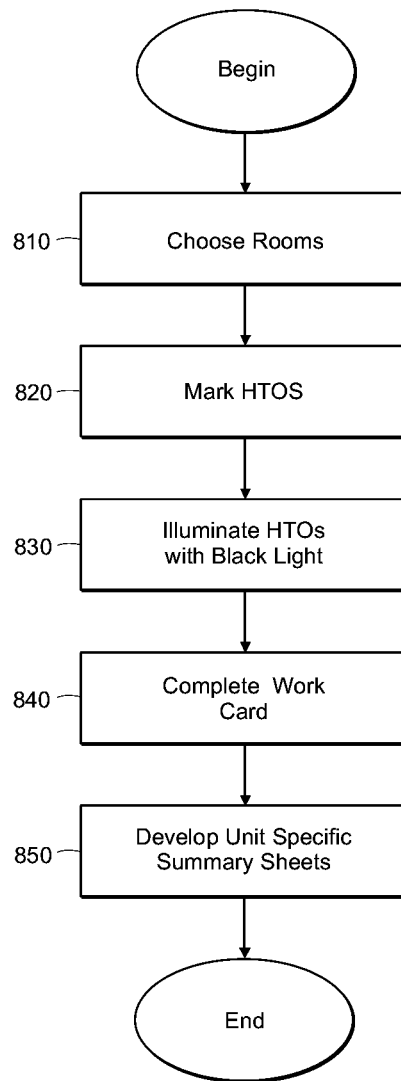 Begin
810
Choose Rooms
820
Mark HTOS
830
Illuminate HTOs
with Black Light
840
Complete Work
Card
850
Develop Unit Specific
Summary Sheets
End